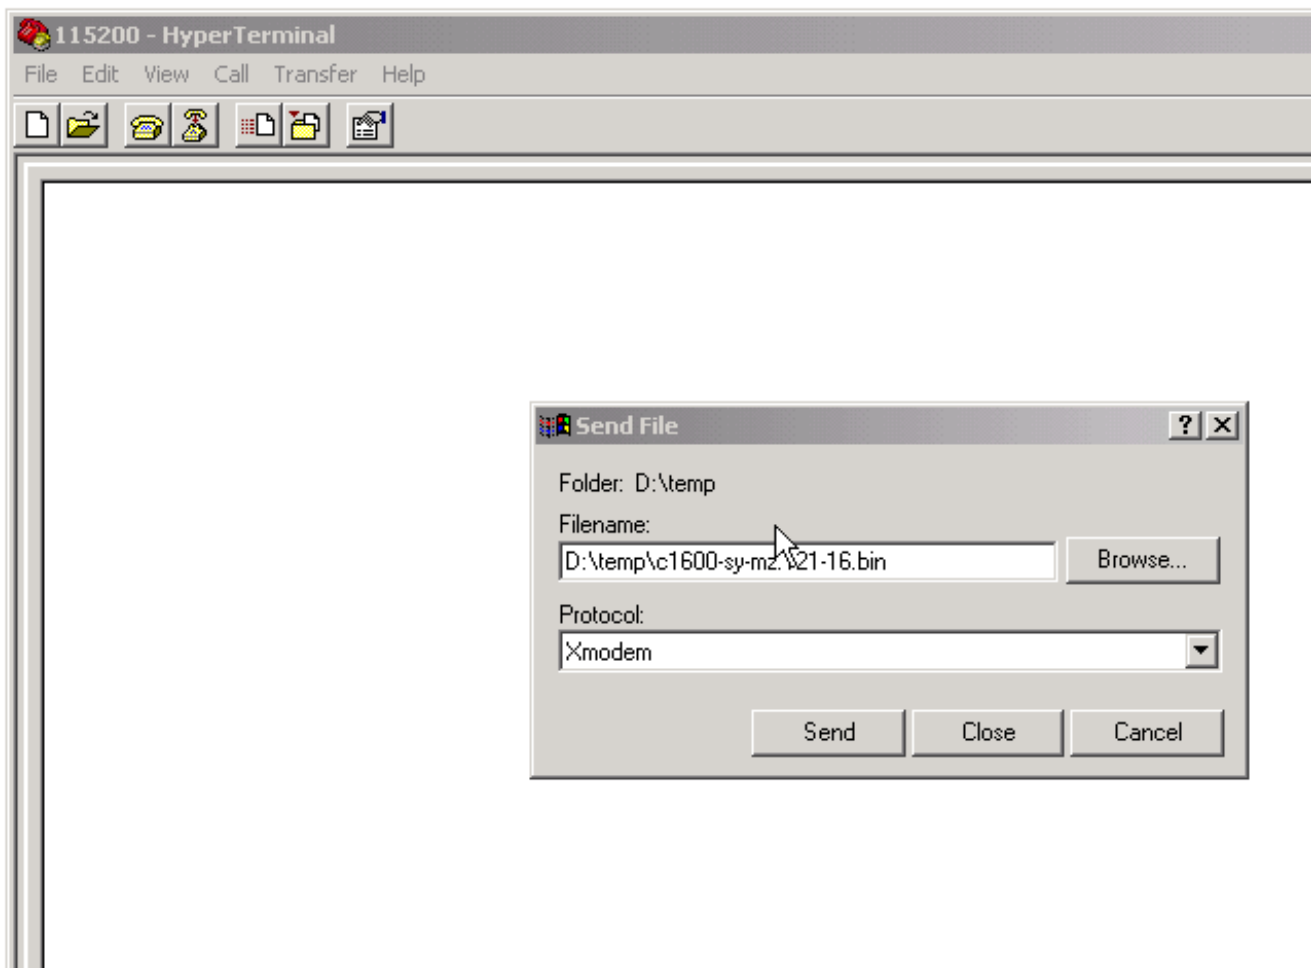 115200 - HyperTerminal
File Edit View Call Transfer Help
Send File
Folder: D:\temp
Filename:
Browse...
Protocol:
Xmodem
Send Close Cancel